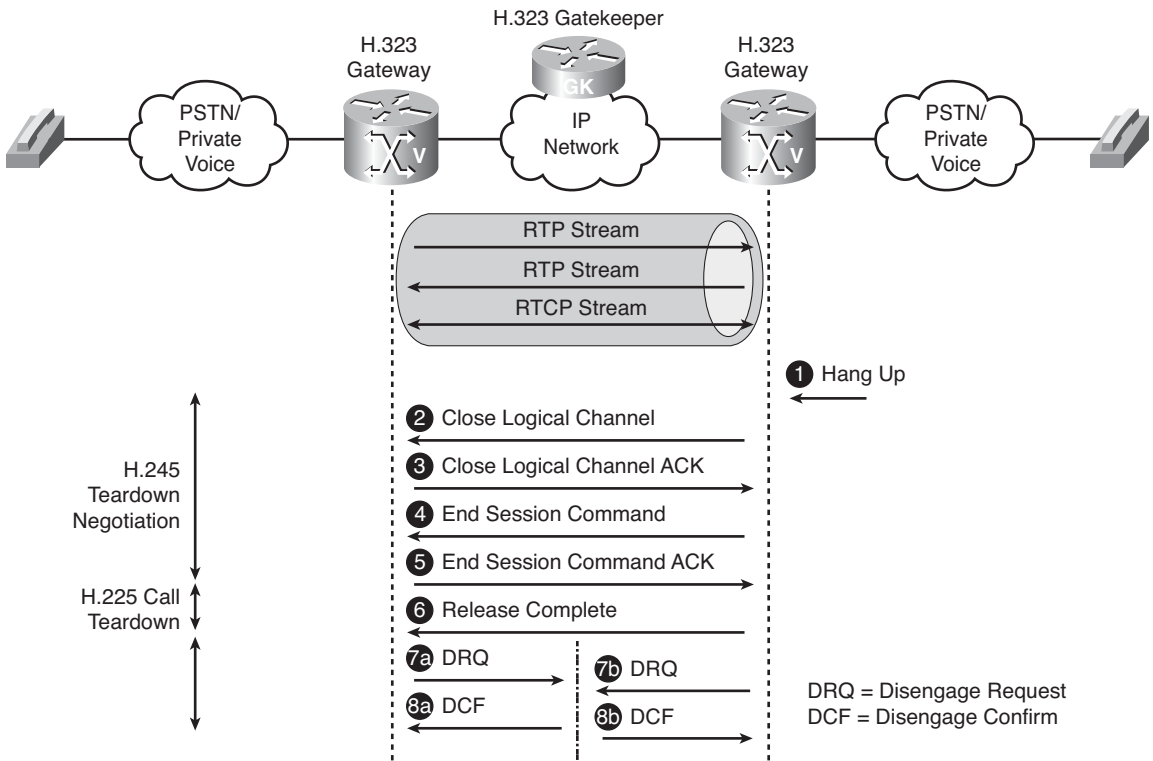 H.323 Gatekeeper
H.323
Gateway
H.323
Gateway
GK
PSTN/
Private
Voice
V
IP
Network
V
PSTN/
Private
Voice
RTP Stream
RTP Stream
RTCP Stream
1 Hang Up
2 Close Logical Channel
3 Close Logical Channel ACK
H.245
Teardown
Negotiation
4 End Session Command
5 End Session Command ACK
H.225 Call
Teardown
6 Release Complete
7a DRQ
7b DRQ
8a DCF
8b DCF
DRQ = Disengage Request
DCF = Disengage Confirm